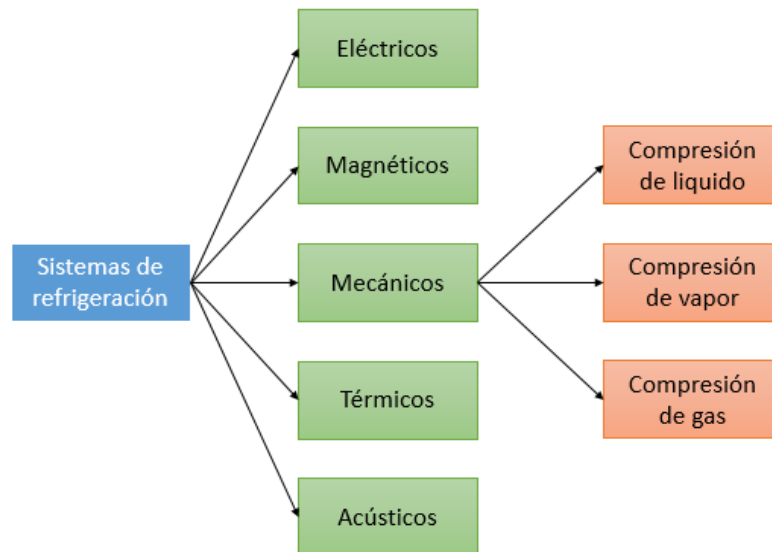 Sistemas de
refrigeración
Eléctricos
Magnéticos
Mecánicos
Térmicos
Acústicos
Compresión
de liquido
Compresión
de vapor
Compresión
de gas